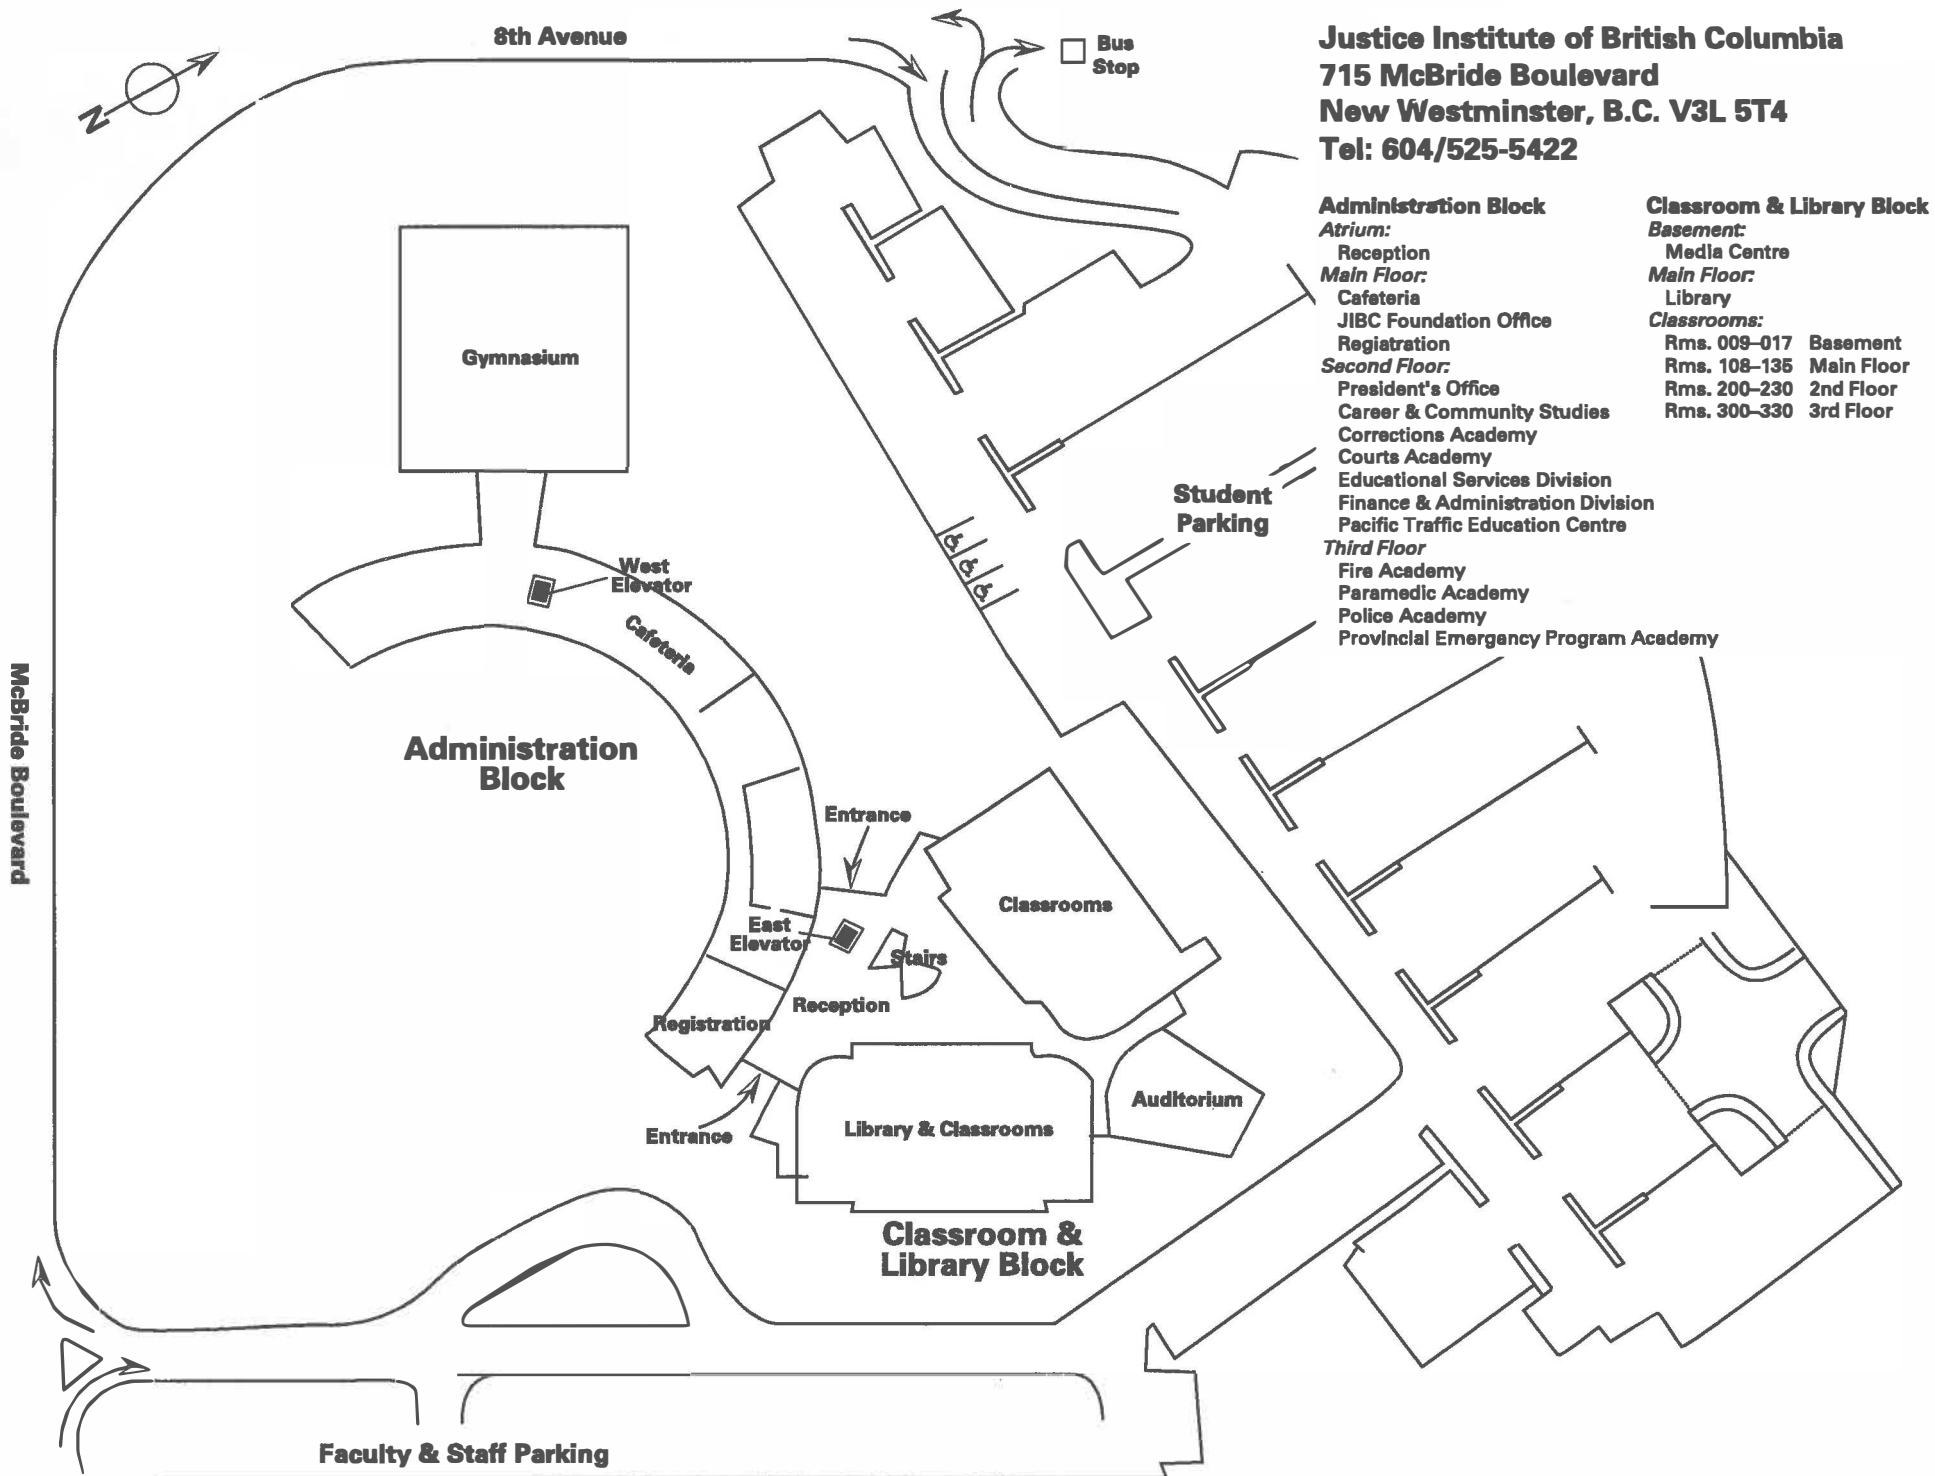 8th Avenue
N
Bus
Stop
Justice Institute of British Columbia
715 McBride Boulevard
New Westminster, B.C. V3L 5T4
Tel: 604/525-5422
Administration Block
Atrium:
Reception
Main Floor:
Cafeteria
JIBC Foundation Office
Regiatration
Second Floor:
President's Office
Career & Community Studies
Corrections Academy
Courts Academy
Educational Services Division
Finance & Administration Division
Pacific Traffic Education Centre
Third Floor
Fire Academy
Paramedic Academy
Police Academy
Provincial Emergency Program Academy
Classroom & Library Block
Basement:
Media Centre
Main Floor:
Library
Classrooms:
Rms. 009–017 Basement
Rms. 108–135 Main Floor
Rms. 200–230 2nd Floor
Rms. 300–330 3rd Floor
Gymnasium
Student
Parking
West
Elevator
Cafeteria
McBride Boulevard
Administration
Block
Entrance
Classrooms
East
Elevator
Stairs
Reception
Registration
Entrance
Library & Classrooms
Auditorium
Classroom &
Library Block
Faculty & Staff Parking